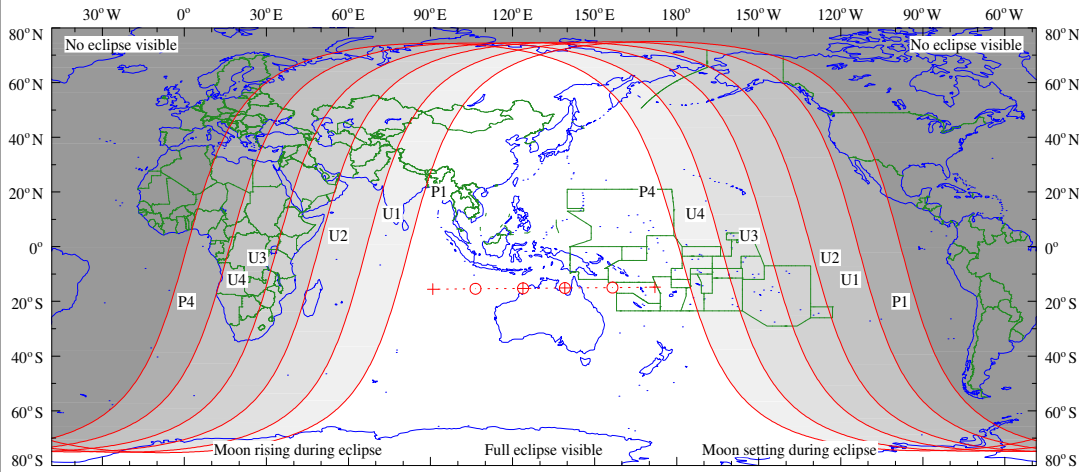 30°W 0° 30°E 60°E 90°E 120°E 150°E 180° 150°W 120°W 90°W 60°W
80°N 80°N
No eclipse visible No eclipse visible
60°N 60°N
40°N 40°N
20°N P1 P4 20°N
U1 U4
U2 U3
0° 0°
U3 U2
U4 U1
20°S P4 P1 20°S
40°S 40°S
60°S 60°S
Moon rising during eclipse Full eclipse visible Moon setting during eclipse
80°S 80°S